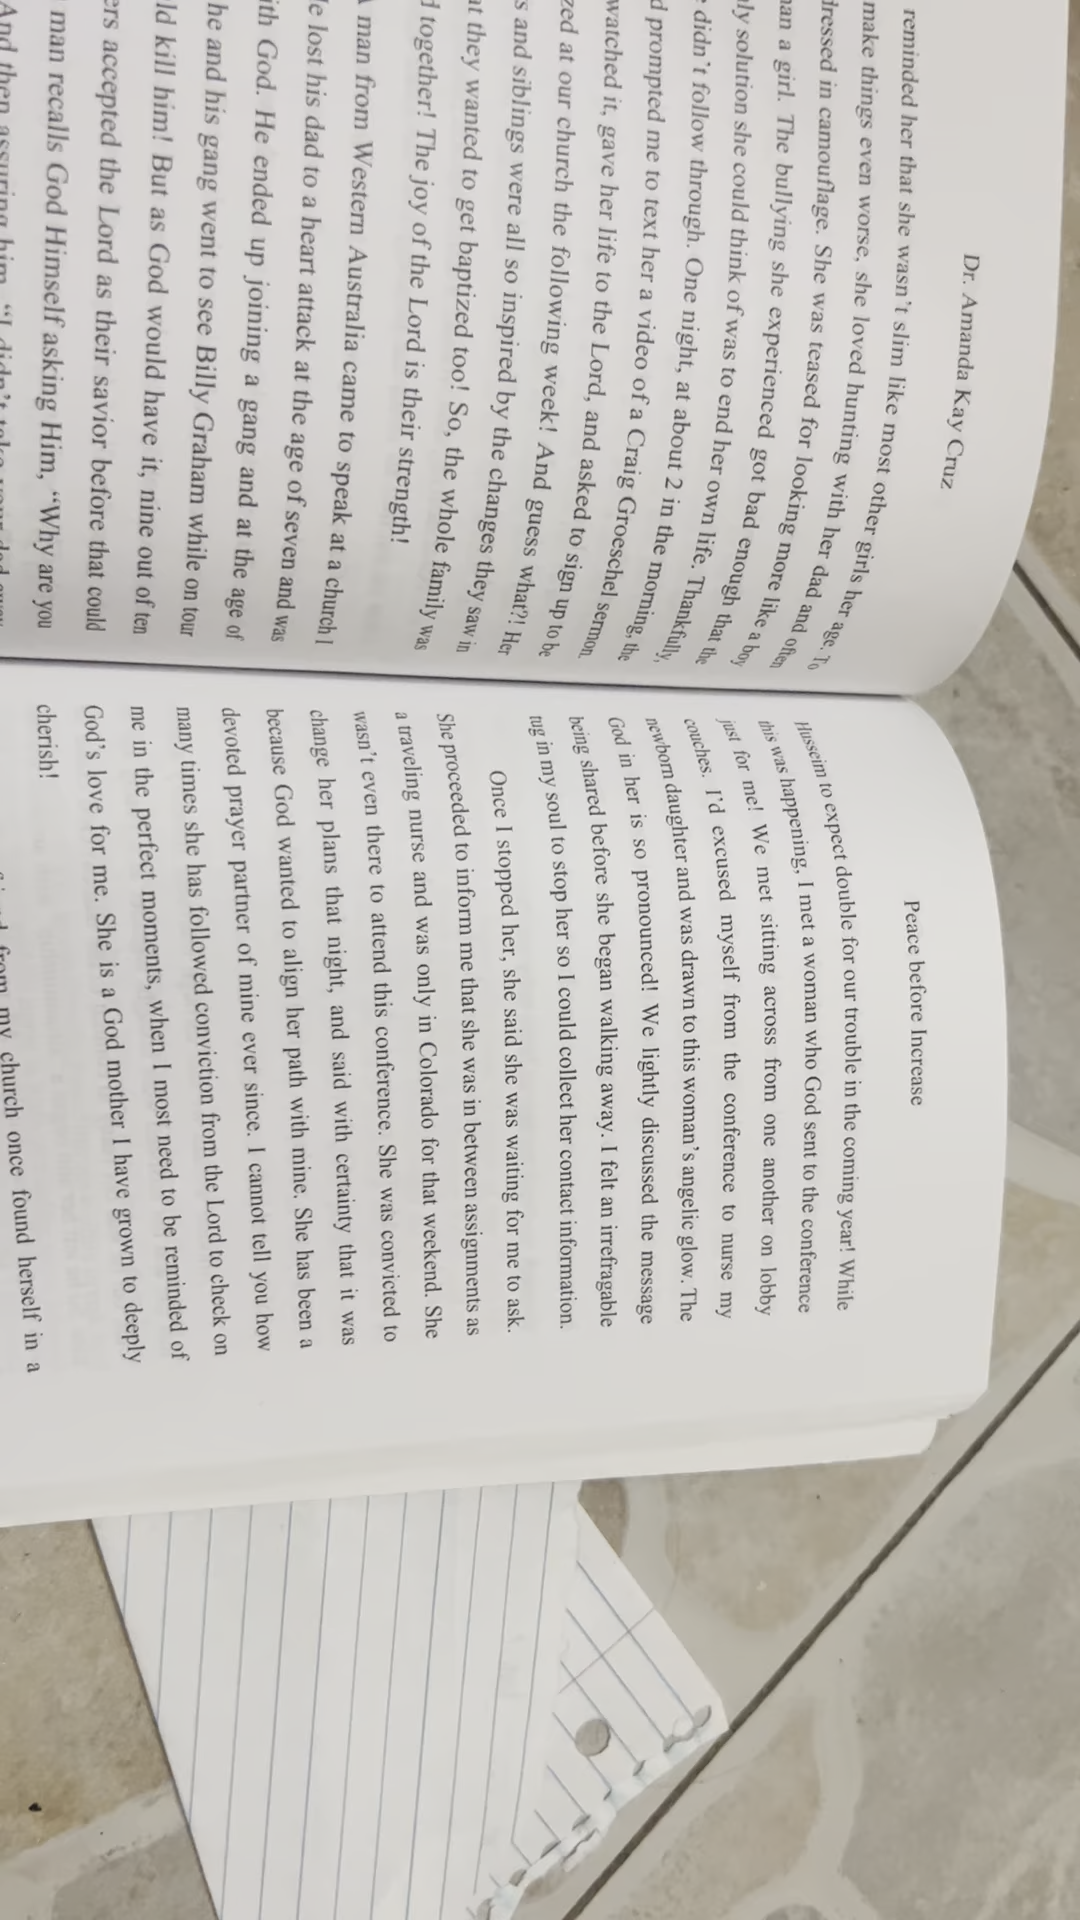 Dr. Amanda Kay Cruz
reminded her that she wasn't slim like most other girls her age. To
make things even worse, she loved hunting with her dad and often
dressed in camouflage. She was teased for looking more like a boy
than a girl. The bullying she experienced got bad enough that the
only solution she could think of was to end her own life. Thankfully,
didn't follow through. One night, at about 2 in the morning, the
prompted me to text her a video of a Craig Groeschel sermon.
watched it, gave her life to the Lord, and asked to sign up to be
zed at our church the following week! And guess what?! Her
s and siblings were all so inspired by the changes they saw in
at they wanted to get baptized too! So, the whole family was
d together! The joy of the Lord is their strength!
A man from Western Australia came to speak at a church I
He lost his dad to a heart attack at the age of seven and was
ith God. He ended up joining a gang and at the age of
he and his gang went to see Billy Graham while on tour
ld kill him! But as God would have it, nine out of ten
ers accepted the Lord as their savior before that could
man recalls God Himself asking Him, "Why are you
And then assuring him, "I didn't take your dad away
Peace before Increase
Husseim to expect double for our trouble in the coming year! While
this was happening, I met a woman who God sent to the conference
just for me! We met sitting across from one another on lobby
couches. I'd excused myself from the conference to nurse my
newborn daughter and was drawn to this woman's angelic glow. The
God in her is so pronounced! We lightly discussed the message
being shared before she began walking away. I felt an irrefragable
tug in my soul to stop her so I could collect her contact information.
Once I stopped her, she said she was waiting for me to ask.
She proceeded to inform me that she was in between assignments as
a traveling nurse and was only in Colorado for that weekend. She
wasn't even there to attend this conference. She was convicted to
change her plans that night, and said with certainty that it was
because God wanted to align her path with mine. She has been a
devoted prayer partner of mine ever since. I cannot tell you how
many times she has followed conviction from the Lord to check on
me in the perfect moments, when I most need to be reminded of
God's love for me. She is a God mother I have grown to deeply
cherish!
from my church once found herself in a